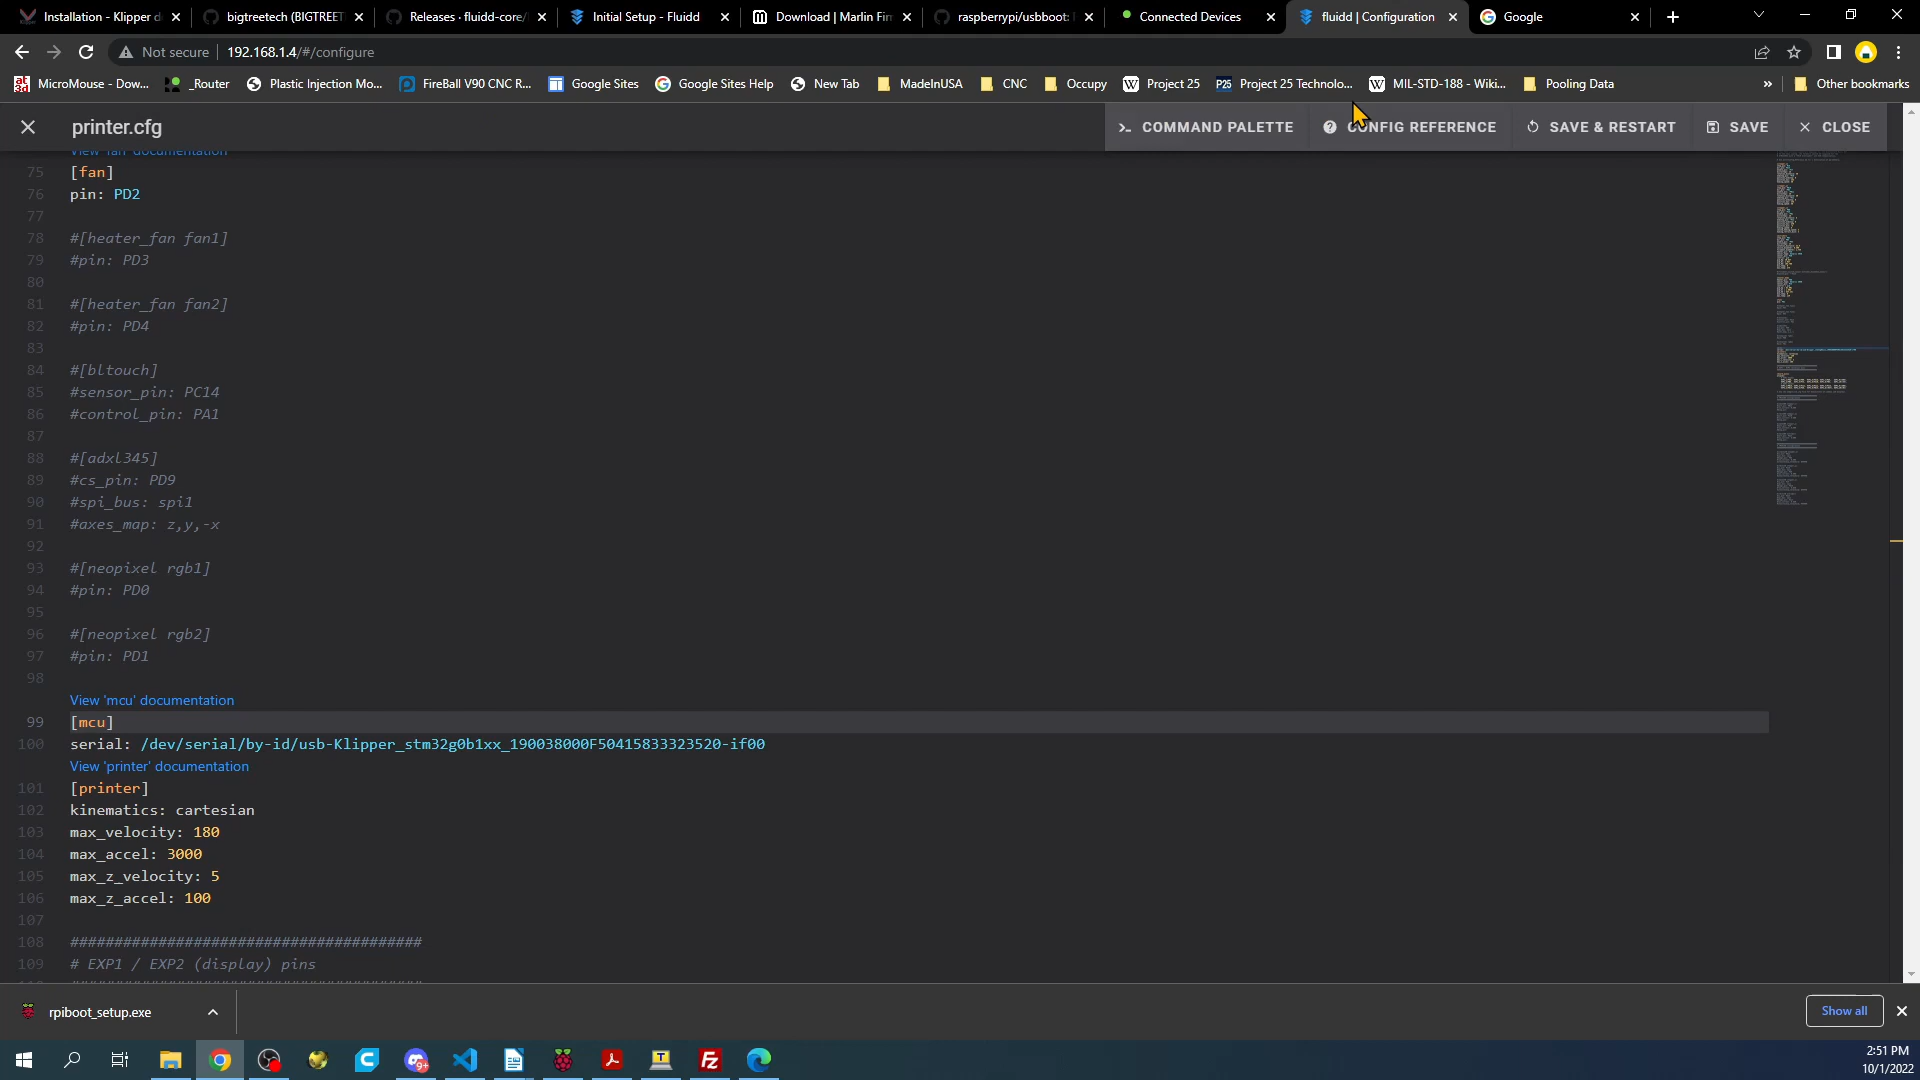 Installation - Klipper d
bigtreetech (BIGTREET
Releases · fluidd-core/
Initial Setup - Fluidd
Download | Marlin Fir
raspberrypi/usbboot:
Connected Devices
fluidd | Configuration
Google
Not secure
192.168.1.4/#/configure
MicroMouse - Dow...
_Router
Plastic Injection Mo...
FireBall V90 CNC R...
Google Sites
Google Sites Help
New Tab
MadeInUSA
CNC
Occupy
Project 25
Project 25 Technolo...
MIL-STD-188 - Wiki...
Pooling Data
»
Other bookmarks
printer.cfg
COMMAND PALETTE
CONFIG REFERENCE
SAVE & RESTART
SAVE
CLOSE
View 'fan' documentation
75 [fan]
76 pin: PD2
77
78 #[heater_fan fan1]
79 #pin: PD3
80
81 #[heater_fan fan2]
82 #pin: PD4
83
84 #[bltouch]
85 #sensor_pin: PC14
86 #control_pin: PA1
87
88 #[adxl345]
89 #cs_pin: PD9
90 #spi_bus: spi1
91 #axes_map: z,y,-x
92
93 #[neopixel rgb1]
94 #pin: PD0
95
96 #[neopixel rgb2]
97 #pin: PD1
98
View 'mcu' documentation
99 [mcu]
100 serial: /dev/serial/by-id/usb-Klipper_stm32g0b1xx_190038000F50415833323520-if00
View 'printer' documentation
101 [printer]
102 kinematics: cartesian
103 max_velocity: 180
104 max_accel: 3000
105 max_z_velocity: 5
106 max_z_accel: 100
107
108 ########################################
109 # EXP1 / EXP2 (display) pins
rpiboot_setup.exe
Show all
2:51 PM
10/1/2022